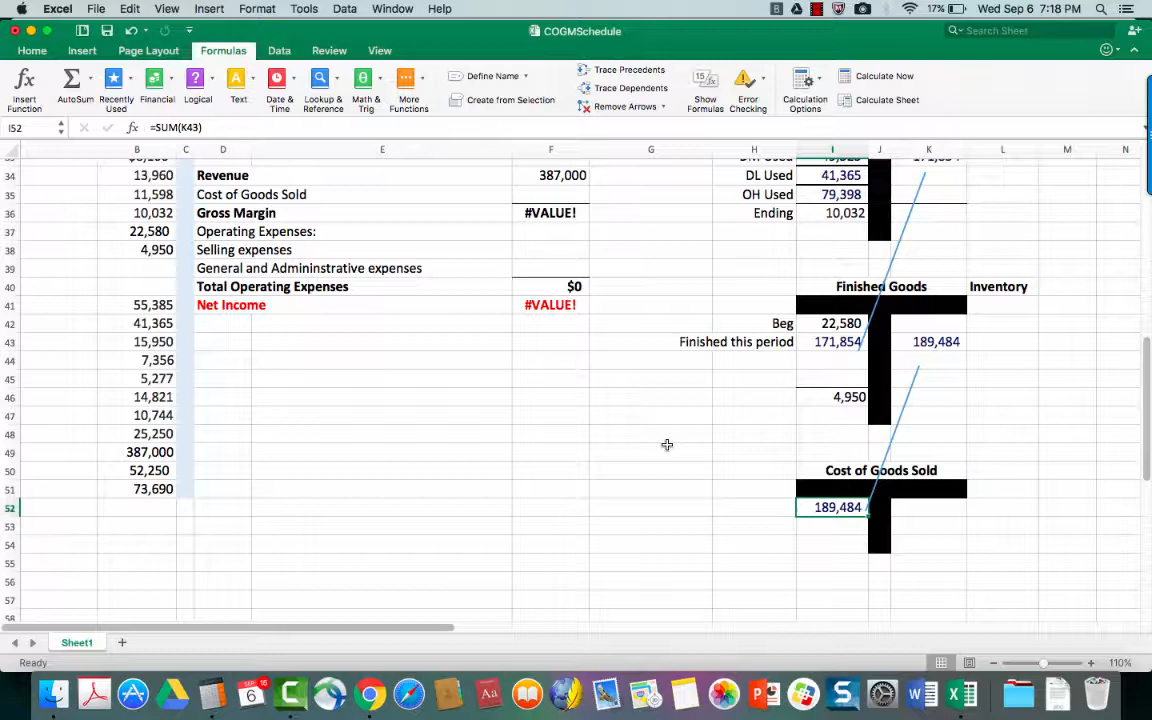 Excel File Edit View Insert Format Tools Data Window Help 17% Wed Sep 6 7:18 PM
COGMSchedule Search Sheet
Home Insert Page Layout Formulas Data Review View
fx Insert Function
AutoSum
Recently Used
Financial
Logical
Text
Date & Time
Lookup & Reference
Math & Trig
More Functions
Define Name
Create from Selection
Trace Precedents
Trace Dependents
Remove Arrows
Show Formulas
Error Checking
Calculation Options
Calculate Now
Calculate Sheet
I52 fx =SUM(K43)
B C D E F G H I J K L M N
34 13,960 Revenue 387,000 DL Used 41,365
35 11,598 Cost of Goods Sold OH Used 79,398
36 10,032 Gross Margin #VALUE! Ending 10,032
37 22,580 Operating Expenses:
38 4,950 Selling expenses
39 General and Admininstrative expenses
40 Total Operating Expenses $0 Finished Goods Inventory
41 55,385 Net Income #VALUE!
42 41,365 Beg 22,580
43 15,950 Finished this period 171,854 189,484
44 7,356
45 5,277
46 14,821 4,950
47 10,744
48 25,250
49 387,000
50 52,250 Cost of Goods Sold
51 73,690
52 189,484
53
54
55
56
57
58
Sheet1
Ready 110%